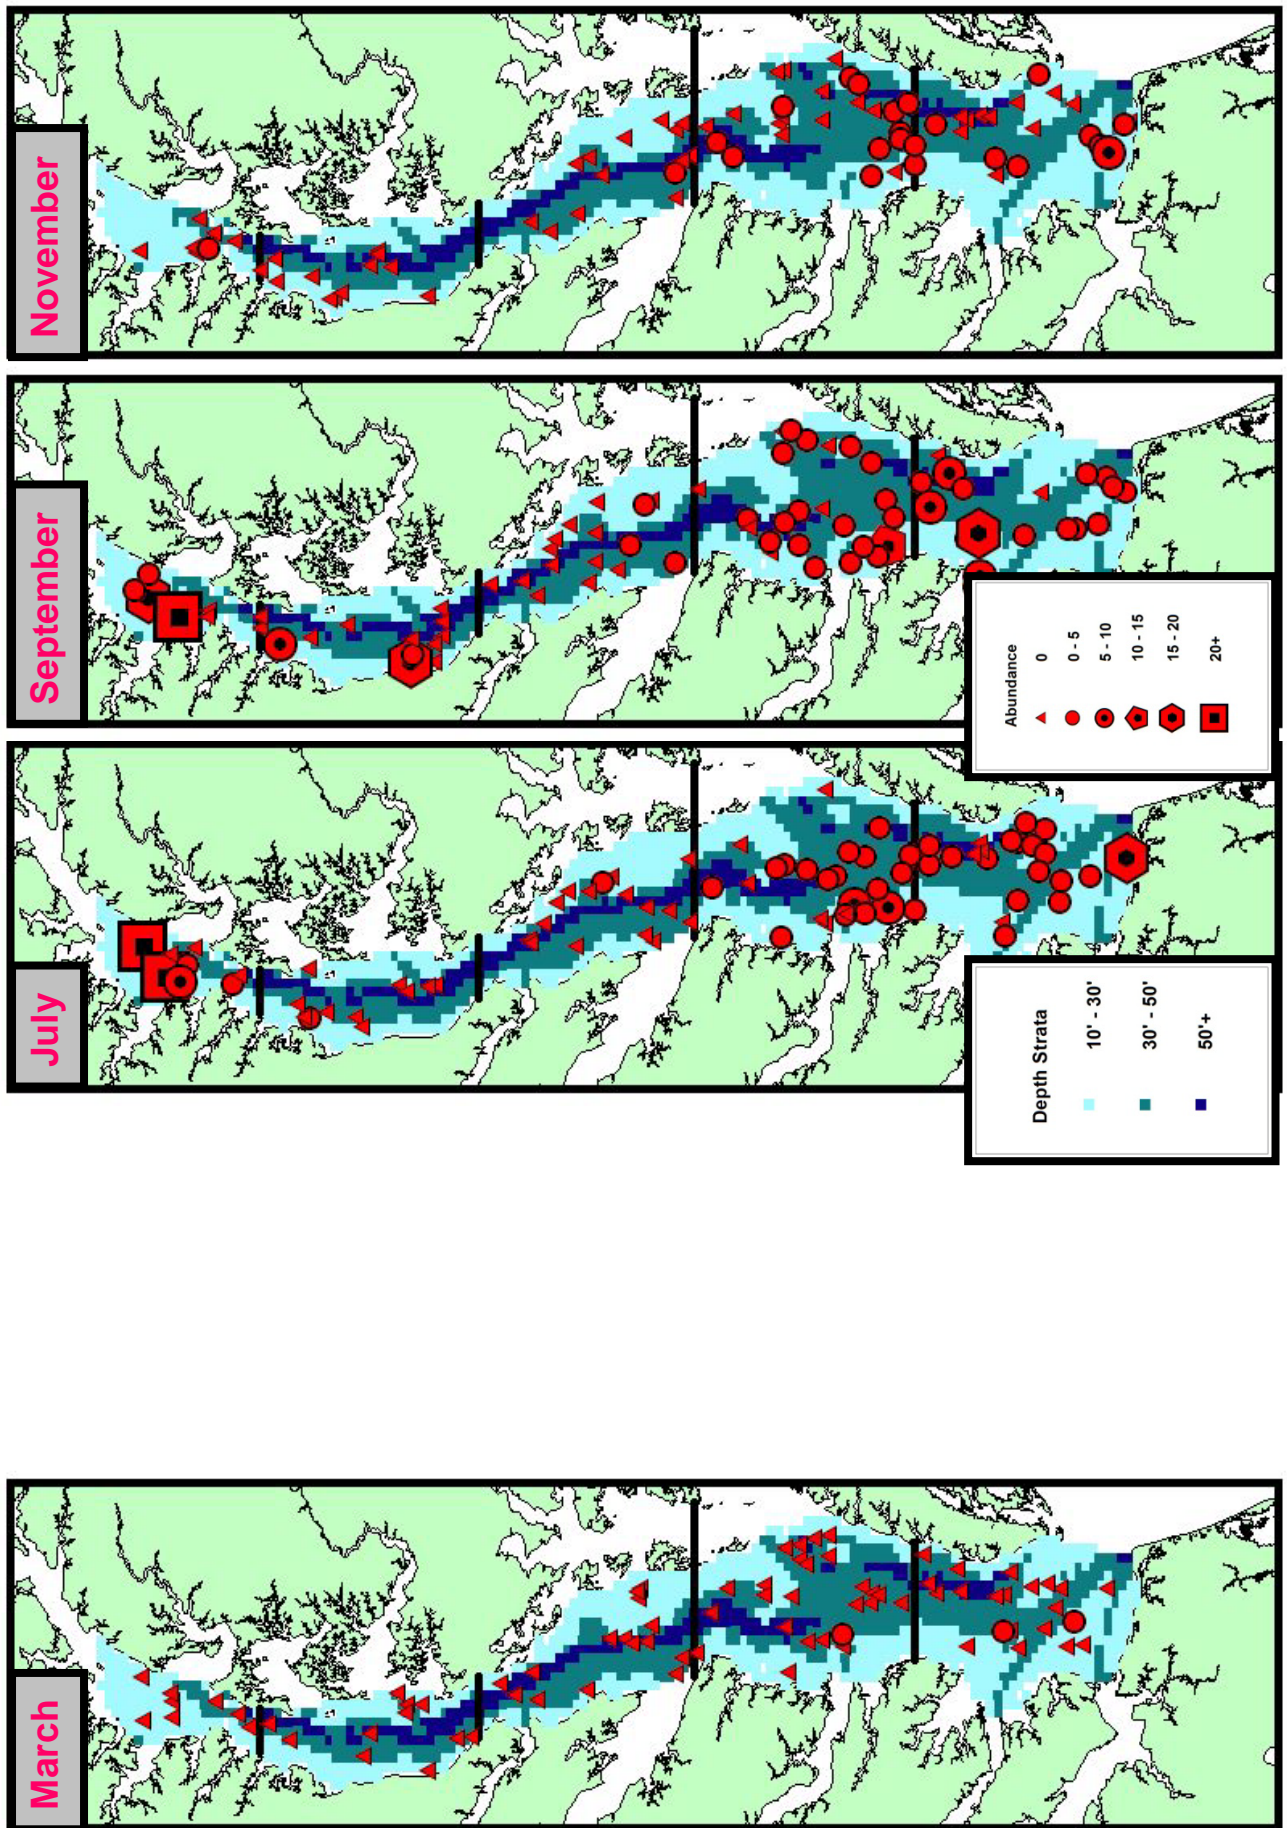 March
July
September
November
Depth Strata
10' - 30'
30' - 50'
50'+
Abundance
0
0 - 5
5 - 10
10 - 15
15 - 20
20+